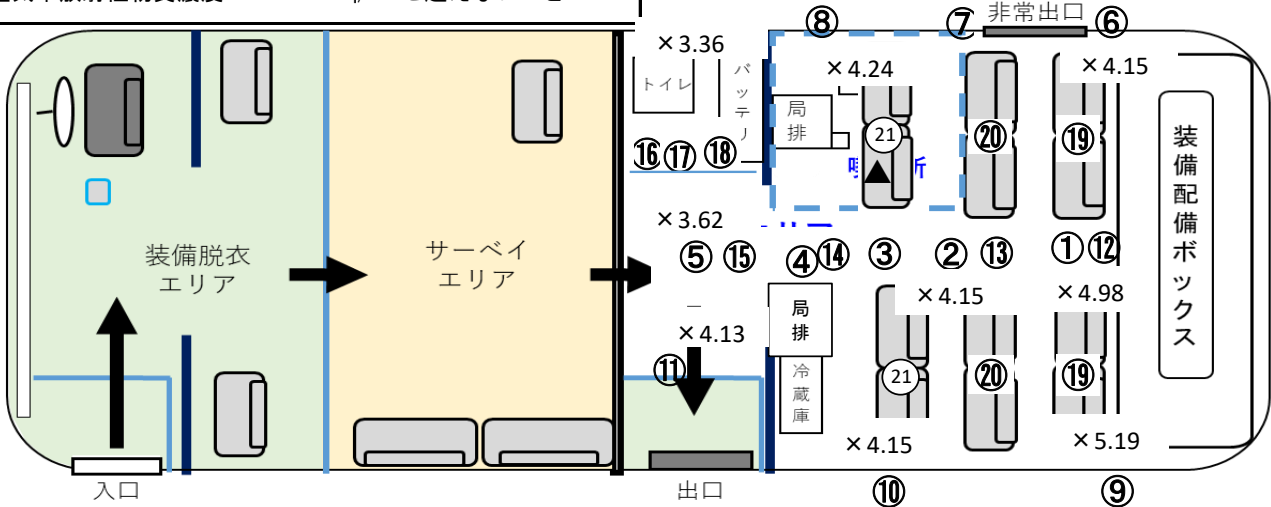 非常出口
⑧
⑦
⑥
×3.36
×4.24
×4.15
トイレ
バッテリ
局排
21
⑳
⑲
⑯
⑰
⑱
装備配備ボックス
×3.62
装備脱衣
エリア
サーベイ
エリア
⑤
⑮
④
⑭
③
②
⑬
①
⑫
×4.15
×4.98
局排
×4.13
⑪
冷蔵庫
21
⑳
⑲
×4.15
×5.19
入口
出口
⑩
⑨